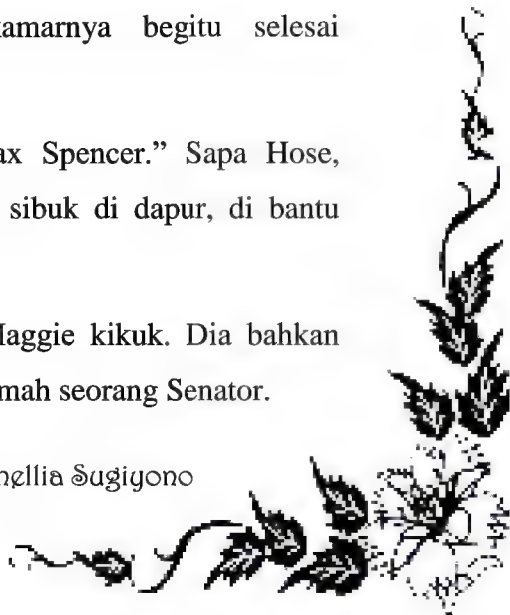 kamarnya begitu selesai
ax Spencer.” Sapa Hose,
sibuk di dapur, di bantu
Maggie kikuk. Dia bahkan
mah seorang Senator.
hellia Sugiyono